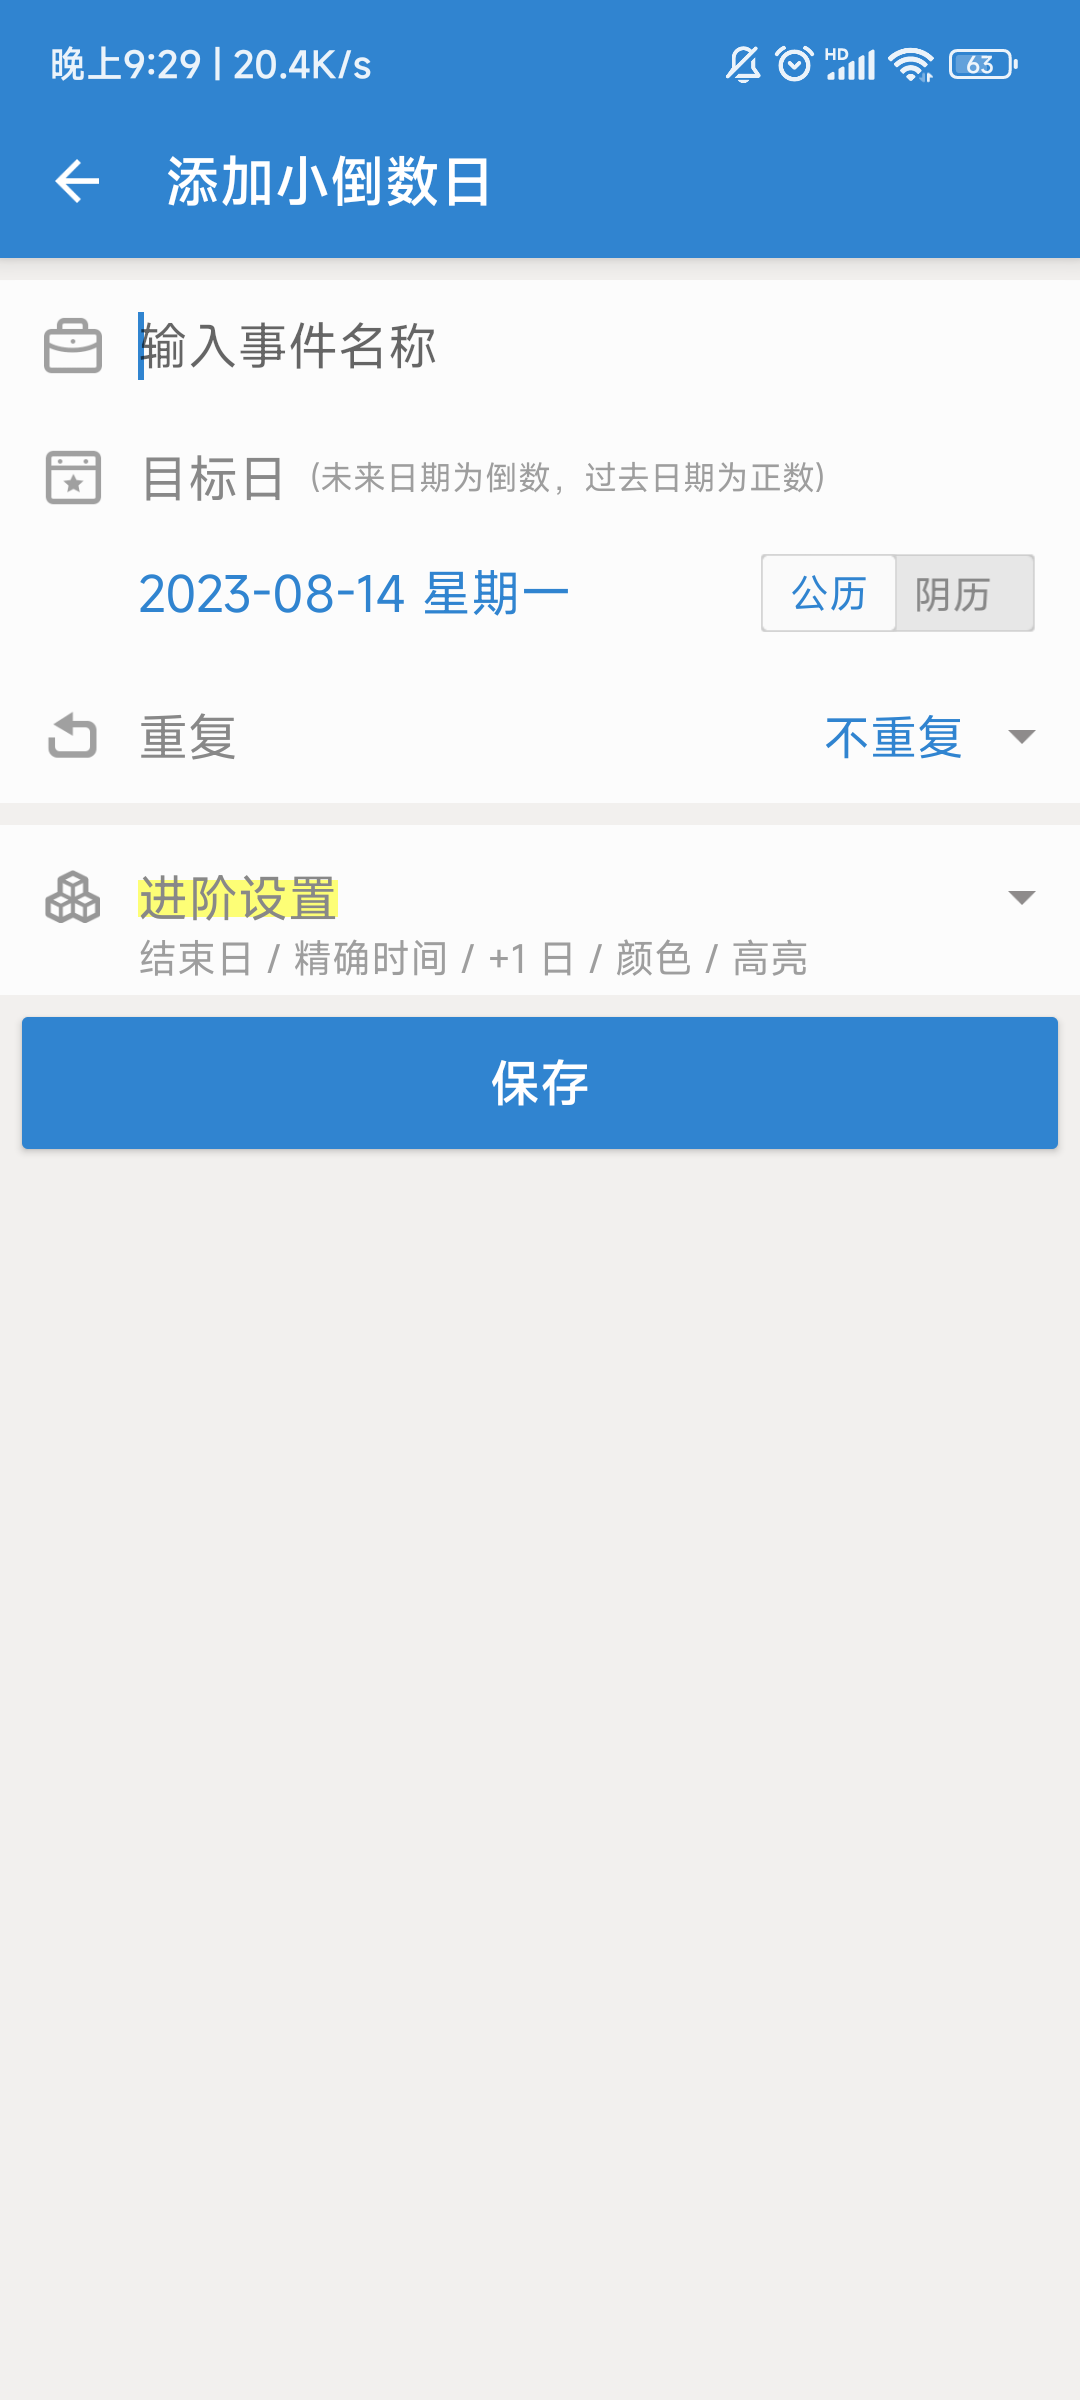 晚上9:29 | 20.4K/s HD 63
添加小倒数日
输入事件名称
目标日 (未来日期为倒数，过去日期为正数)
2023-08-14 星期一 公历 阴历
重复 不重复
进阶设置
结束日 / 精确时间 / +1 日 / 颜色 / 高亮
保存